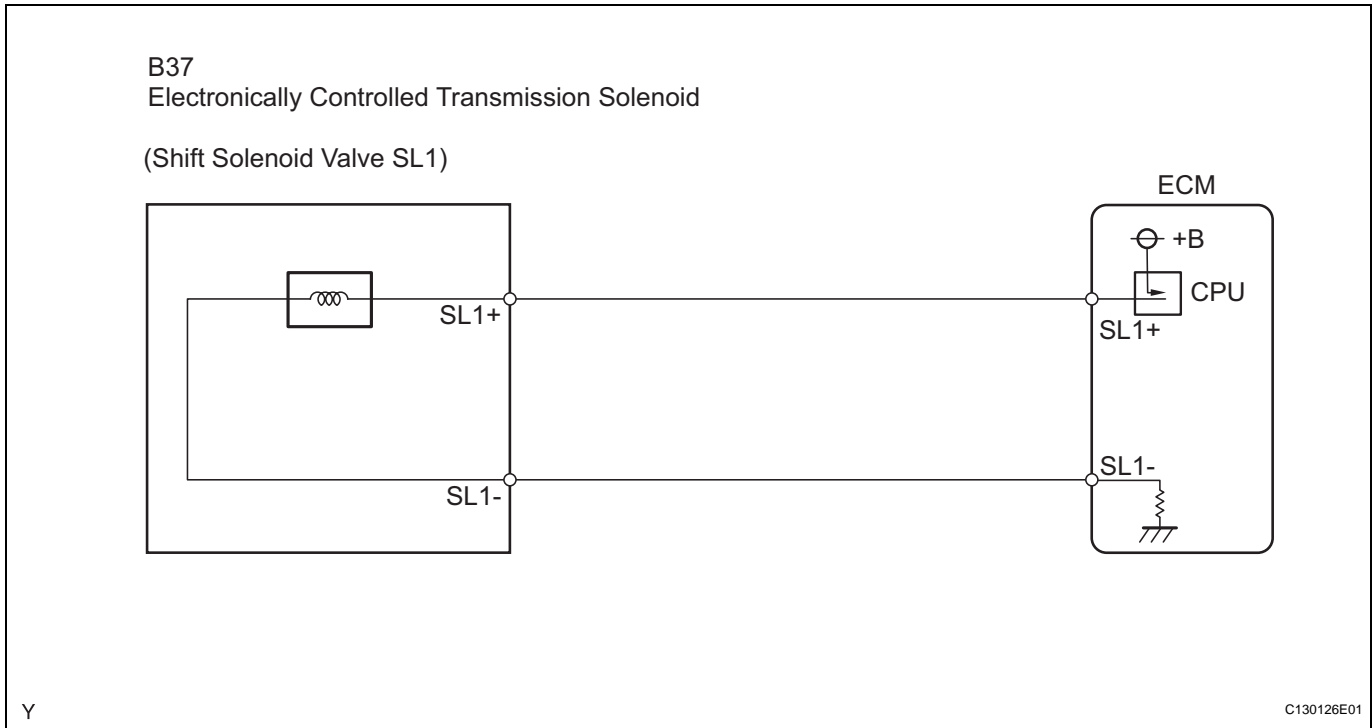 B37
Electronically Controlled Transmission Solenoid
(Shift Solenoid Valve SL1)
ECM
+B
CPU
SL1+
SL1+
SL1-
SL1-
Y
C130126E01